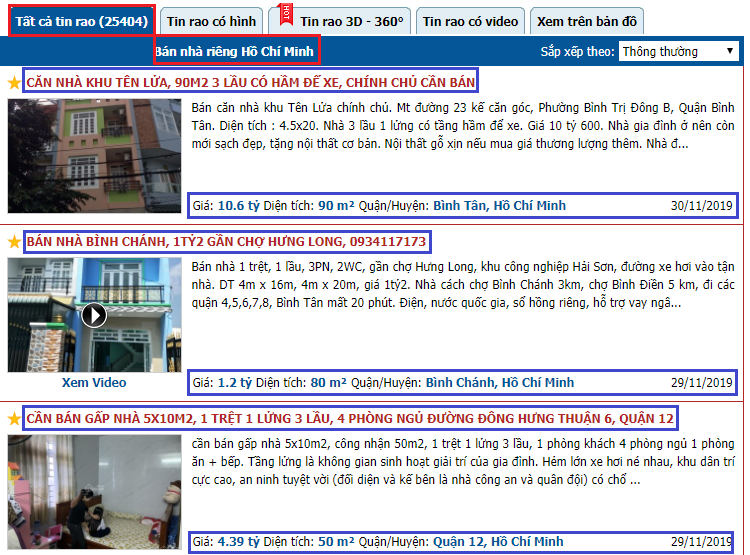 Tất cả tin rao (25404) Tin rao có hình HOT Tin rao 3D - 360° Tin rao có video Xem trên bản đồ
Bán nhà riêng Hồ Chí Minh Sắp xếp theo: Thông thường
CĂN NHÀ KHU TÊN LỬA, 90M2 3 LẦU CÓ HẦM ĐỂ XE, CHÍNH CHỦ CẦN BÁN
Bán căn nhà khu Tên Lửa chính chủ. Mt đường 23 kế căn góc, Phường Bình Trị Đông B, Quận Bình
Tân. Diện tích : 4.5x20. Nhà 3 lầu 1 lửng có tầng hầm để xe. Giá 10 tỷ 600. Nhà gia đình ở nên còn
mới sạch đẹp, tặng nội thất cơ bản. Nội thất gỗ xịn nếu mua giá thương lượng thêm. Nhà đ...
Giá: 10.6 tỷ Diện tích: 90 m² Quận/Huyện: Bình Tân, Hồ Chí Minh 30/11/2019
BÁN NHÀ BÌNH CHÁNH, 1TỶ2 GẦN CHỢ HƯNG LONG, 0934117173
Bán nhà 1 trệt, 1 lầu, 3PN, 2WC, gần chợ Hưng Long, khu công nghiệp Hải Sơn, đường xe hơi vào tận
nhà. DT 4m x 16m, 4m x 20m, giá 1tỷ2. Nhà cách chợ Bình Chánh 3km, chợ Bình Điền 5 km, đi các
quận 4,5,6,7,8, Bình Tân mất 20 phút. Điện, nước quốc gia, sổ hồng riêng, hỗ trợ vay ngâ...
Xem Video
Giá: 1.2 tỷ Diện tích: 80 m² Quận/Huyện: Bình Chánh, Hồ Chí Minh 29/11/2019
CẦN BÁN GẤP NHÀ 5X10M2, 1 TRỆT 1 LỬNG 3 LẦU, 4 PHÒNG NGỦ ĐƯỜNG ĐÔNG HƯNG THUẬN 6, QUẬN 12
cần bán gấp nhà 5x10m2, công nhận 50m2, 1 trệt 1 lửng 3 lầu, 1 phòng khách 4 phòng ngủ 1 phòng
ăn + bếp. Tầng lửng là không gian sinh hoạt giải trí của gia đình. Hẻm lớn xe hơi né nhau, khu dân trí
cực cao, an ninh tuyệt vời (đối diện và kế bên là nhà công an và quân đội) có chổ ...
Giá: 4.39 tỷ Diện tích: 50 m² Quận/Huyện: Quận 12, Hồ Chí Minh 29/11/2019